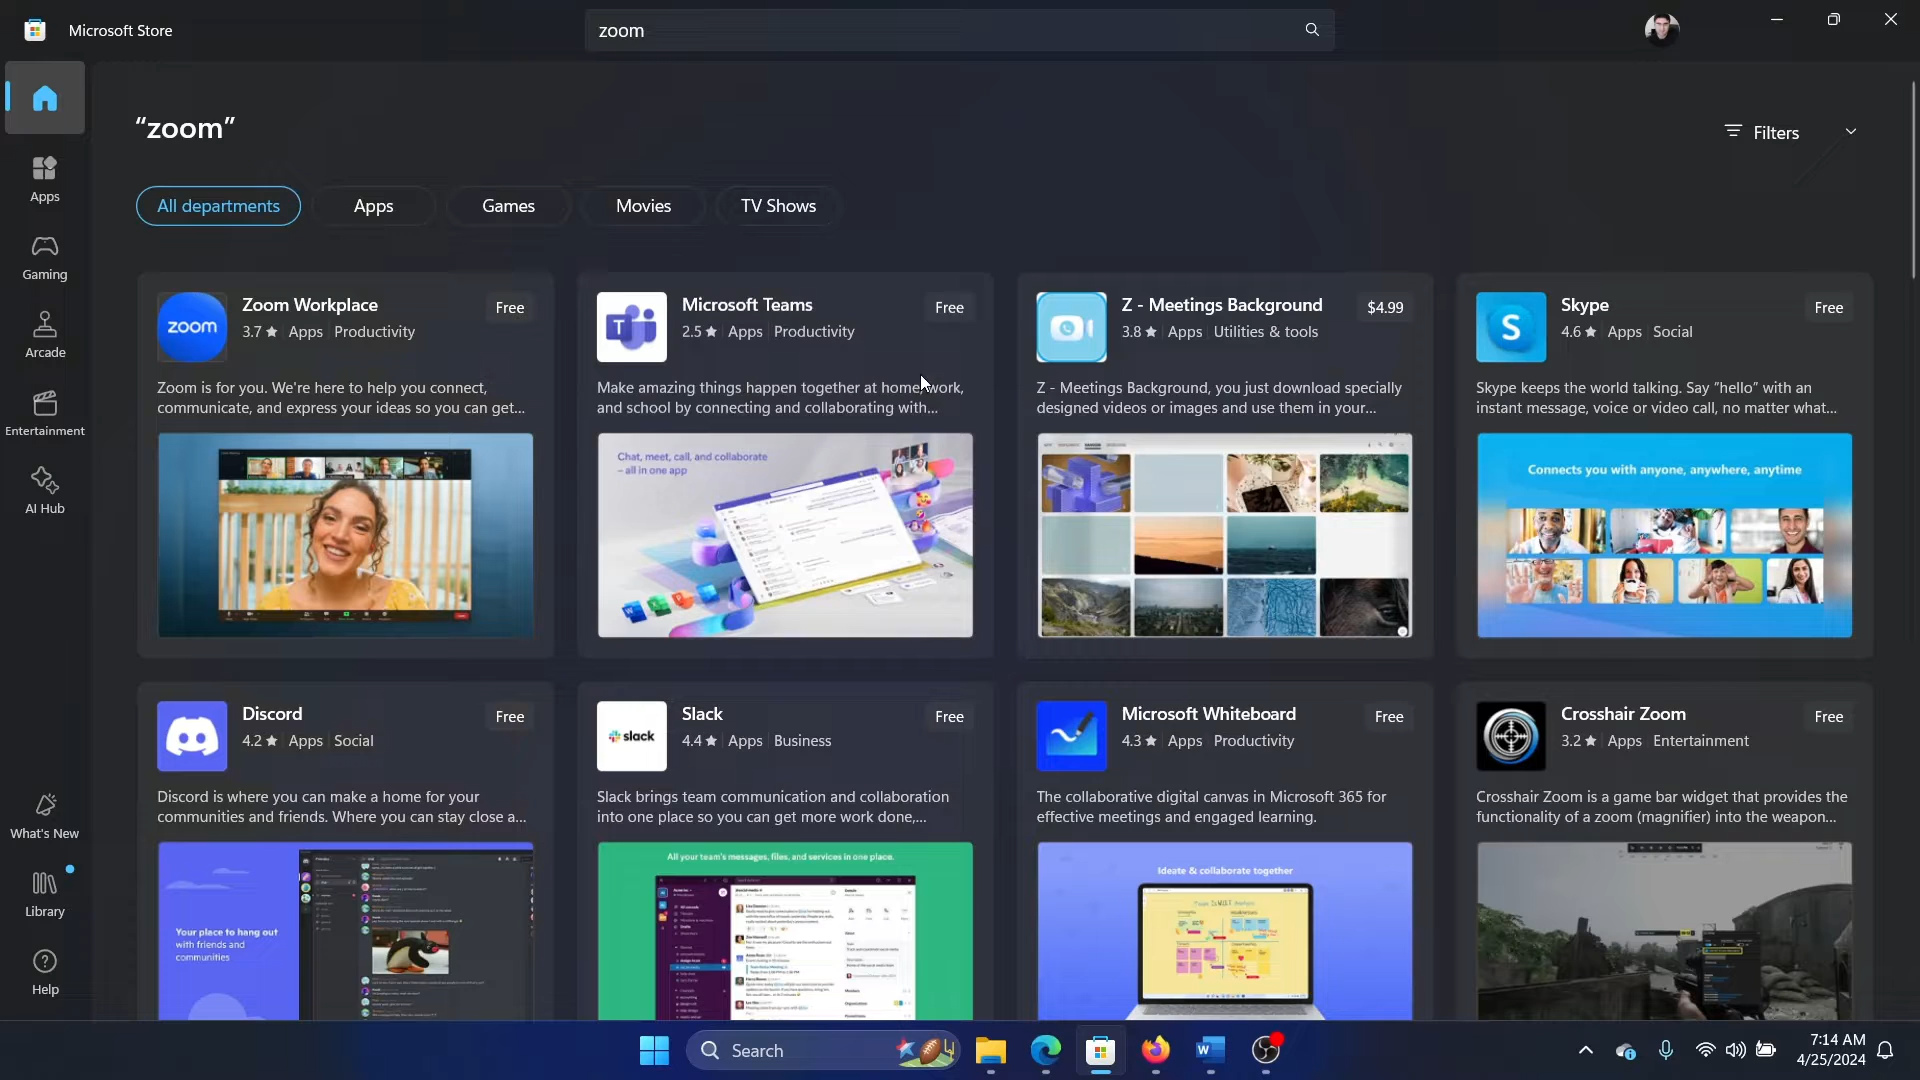 Microsoft Store
zoom
"zoom"
Filters
All departments
Apps
Games
Movies
TV Shows
Apps
Gaming
Arcade
Entertainment
AI Hub
What's New
Library
Help
zoom
Zoom Workplace
Free
3.7 ★ Apps Productivity
Zoom is for you. We're here to help you connect,
communicate, and express your ideas so you can get...
T
Microsoft Teams
Free
2.5 ★ Apps Productivity
Make amazing things happen together at home, work,
and school by connecting and collaborating with...
Chat, meet, call, and collaborate
– all in one app
Z - Meetings Background
$4.99
3.8 ★ Apps Utilities & tools
Z - Meetings Background, you just download specially
designed videos or images and use them in your...
S
Skype
Free
4.6 ★ Apps Social
Skype keeps the world talking. Say "hello" with an
instant message, voice or video call, no matter what...
Connects you with anyone, anywhere, anytime
Discord
Free
4.2 ★ Apps Social
Discord is where you can make a home for your
communities and friends. Where you can stay close a...
Your place to hang out
with friends and
communities
slack
Slack
Free
4.4 ★ Apps Business
Slack brings team communication and collaboration
into one place so you can get more work done,...
All your team's messages, files, and services in one place.
Microsoft Whiteboard
Free
4.3 ★ Apps Productivity
The collaborative digital canvas in Microsoft 365 for
effective meetings and engaged learning.
Ideate & collaborate together
Crosshair Zoom
Free
3.2 ★ Apps Entertainment
Crosshair Zoom is a game bar widget that provides the
functionality of a zoom (magnifier) into the weapon...
Search
W
7:14 AM
4/25/2024